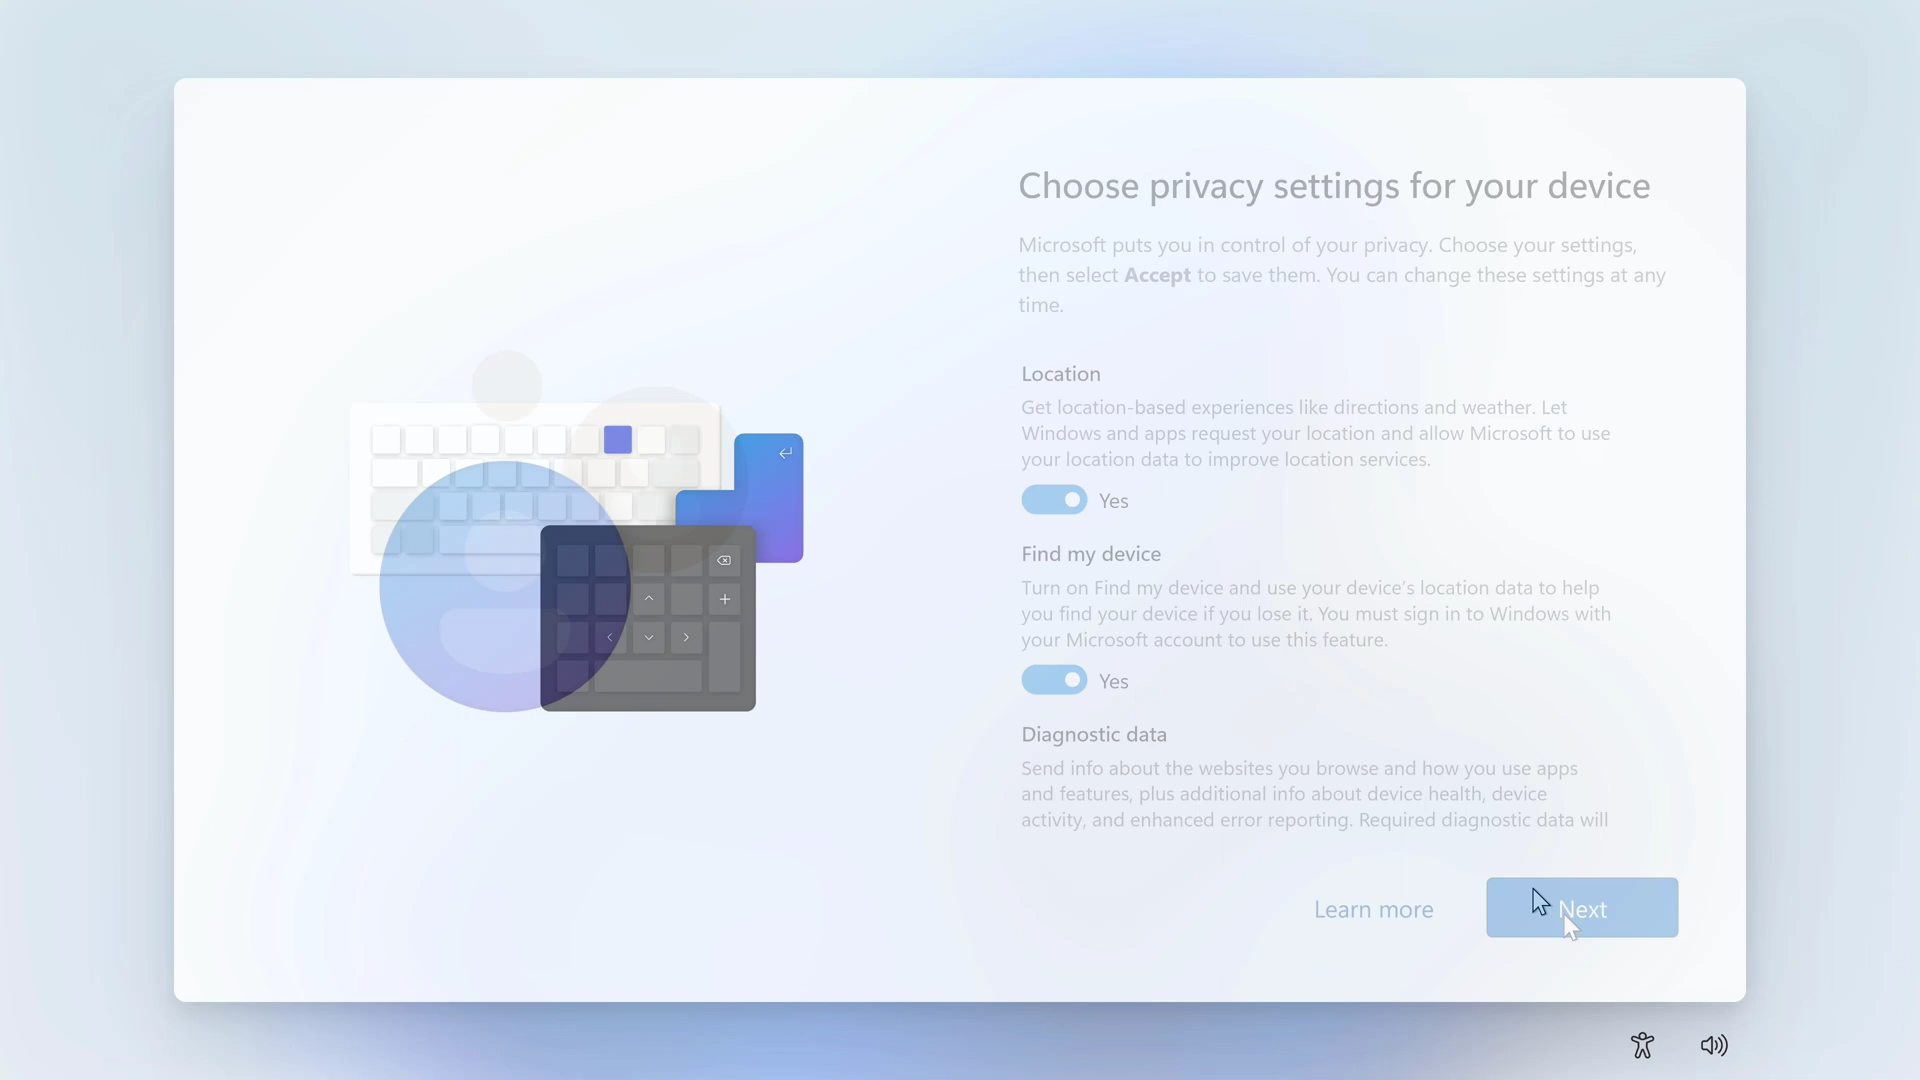 Choose privacy settings for your device
Microsoft puts you in control of your privacy. Choose your settings,
then select Accept to save them. You can change these settings at any
time.
Location
Get location-based experiences like directions and weather. Let
Windows and apps request your location and allow Microsoft to use
your location data to improve location services.
Yes
Find my device
Turn on Find my device and use your device's location data to help
you find your device if you lose it. You must sign in to Windows with
your Microsoft account to use this feature.
Yes
Diagnostic data
Send info about the websites you browse and how you use apps
and features, plus additional info about device health, device
activity, and enhanced error reporting. Required diagnostic data will
Learn more
Next